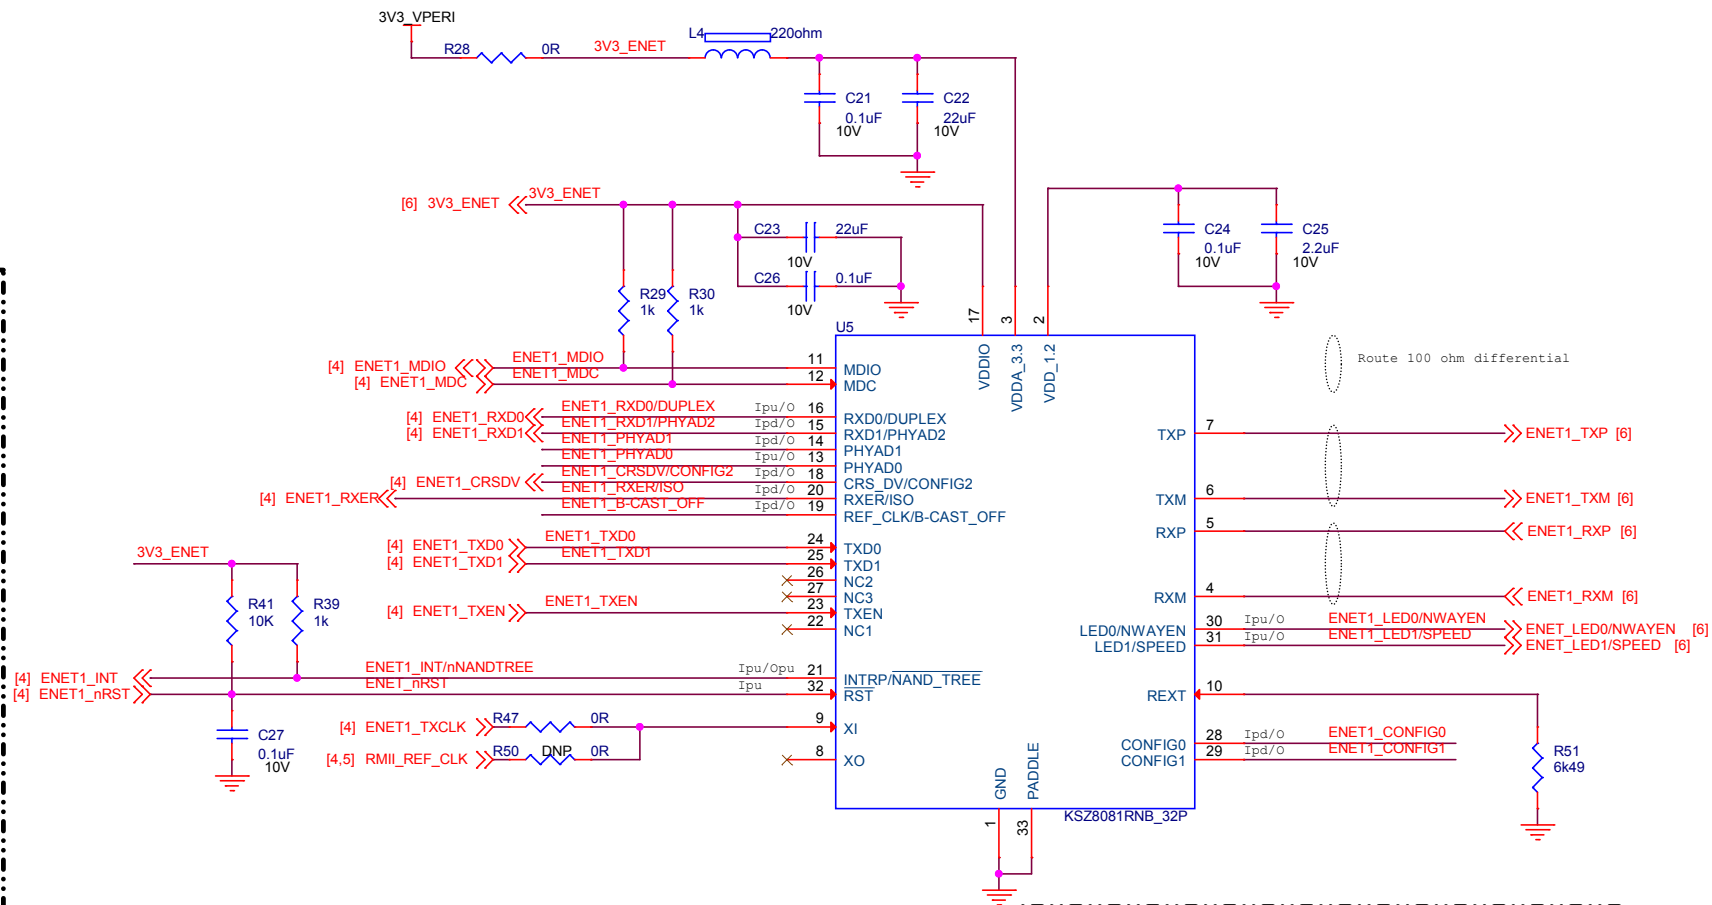 3V3_VPERI
R28 0R 3V3_ENET L4 220ohm
C21 0.1uF 10V
C22 22uF 10V
[6] 3V3_ENET 3V3_ENET
C23 22uF 10V
C26 0.1uF 10V
C24 0.1uF 10V
C25 2.2uF 10V
R29 1k
R30 1k
U5
17 VDDIO
3 VDDA_3.3
2 VDD_1.2
Route 100 ohm differential
[4] ENET1_MDIO ENET1_MDIO 11 MDIO
[4] ENET1_MDC ENET1_MDC 12 MDC
[4] ENET1_RXD0 ENET1_RXD0/DUPLEX Ipu/O 16 RXD0/DUPLEX
[4] ENET1_RXD1 ENET1_RXD1/PHYAD2 Ipd/O 15 RXD1/PHYAD2
ENET1_PHYAD1 Ipd/O 14 PHYAD1
ENET1_PHYAD0 Ipu/O 13 PHYAD0
[4] ENET1_CRSDV ENET1_CRSDV/CONFIG2 Ipd/O 18 CRS_DV/CONFIG2
[4] ENET1_RXER ENET1_RXER/ISO Ipd/O 20 RXER/ISO
ENET1_B-CAST_OFF Ipd/O 19 REF_CLK/B-CAST_OFF
TXP 7 ENET1_TXP [6]
TXM 6 ENET1_TXM [6]
RXP 5 ENET1_RXP [6]
RXM 4 ENET1_RXM [6]
[4] ENET1_TXD0 ENET1_TXD0 24 TXD0
[4] ENET1_TXD1 ENET1_TXD1 25 TXD1
26 NC2
27 NC3
[4] ENET1_TXEN ENET1_TXEN 23 TXEN
22 NC1
LED0/NWAYEN 30 Ipu/O ENET1_LED0/NWAYEN ENET_LED0/NWAYEN [6]
LED1/SPEED 31 Ipu/O ENET1_LED1/SPEED ENET_LED1/SPEED [6]
3V3_ENET
R41 10K
R39 1k
[4] ENET1_INT ENET1_INT/nNANDTREE Ipu/Opu 21 INTRP/NAND_TREE
[4] ENET1_nRST ENET_nRST Ipu 32 RST
REXT 10
C27 0.1uF 10V
[4] ENET1_TXCLK R47 0R 9 XI
[4,5] RMII_REF_CLK R50 DNP 0R 8 XO
CONFIG0 28 Ipd/O ENET1_CONFIG0
CONFIG1 29 Ipd/O ENET1_CONFIG1
R51 6k49
GND 1
PADDLE 33
KSZ8081RNB_32P